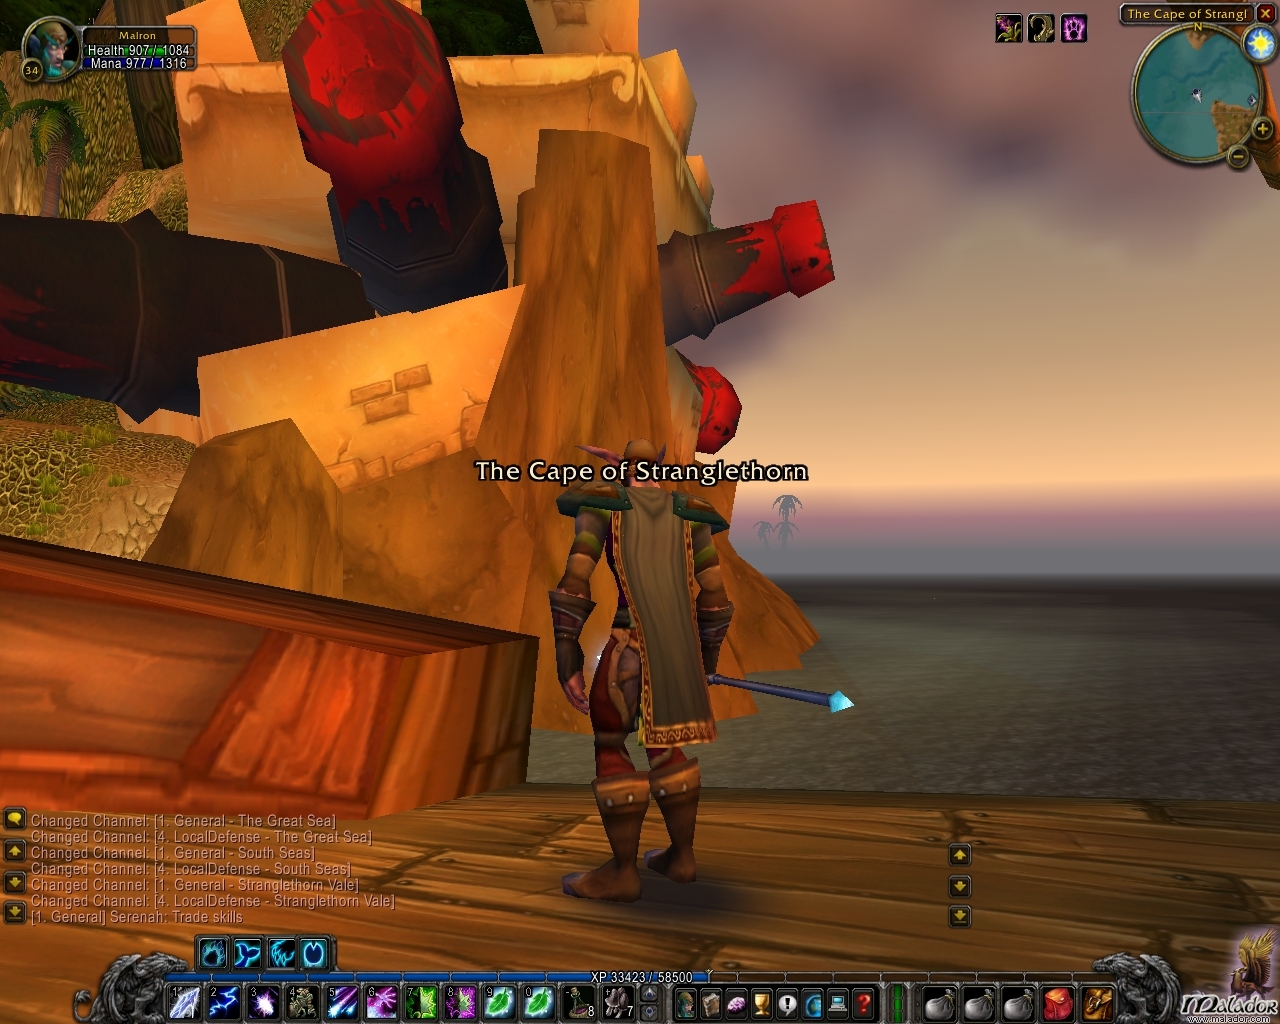 Malron
Health 907 / 1084
Mana 977 / 1316
34
The Cape of Strangl
N
The Cape of Stranglethorn
Changed Channel: [1. General - The Great Sea]
Changed Channel: [4. LocalDefense - The Great Sea]
Changed Channel: [1. General - South Seas]
Changed Channel: [4. LocalDefense - South Seas]
Changed Channel: [1. General - Stranglethorn Vale]
Changed Channel: [4. LocalDefense - Stranglethorn Vale]
[1. General] Serenah: Trade skills
XP 33423 / 58500
1 2 3 4 5 6 7 8 9 0 8 7
Malador
www.malador.com